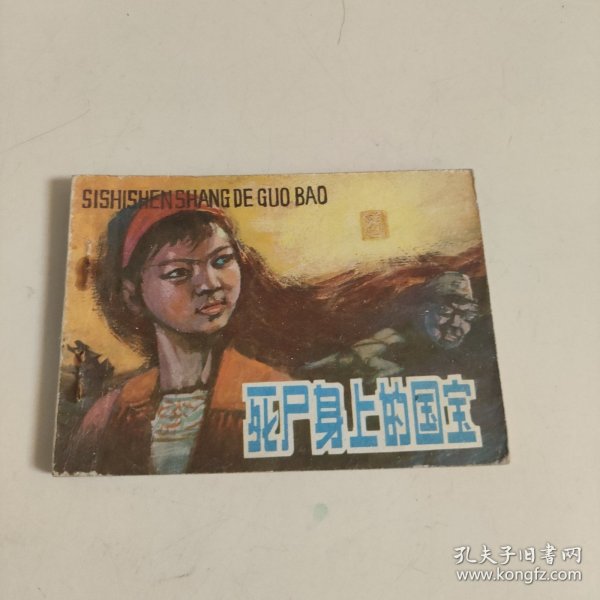 SISHISHEN SHANG DE GUO BAO
死尸身上的国宝
孔夫子旧書网
www.kongfz.com